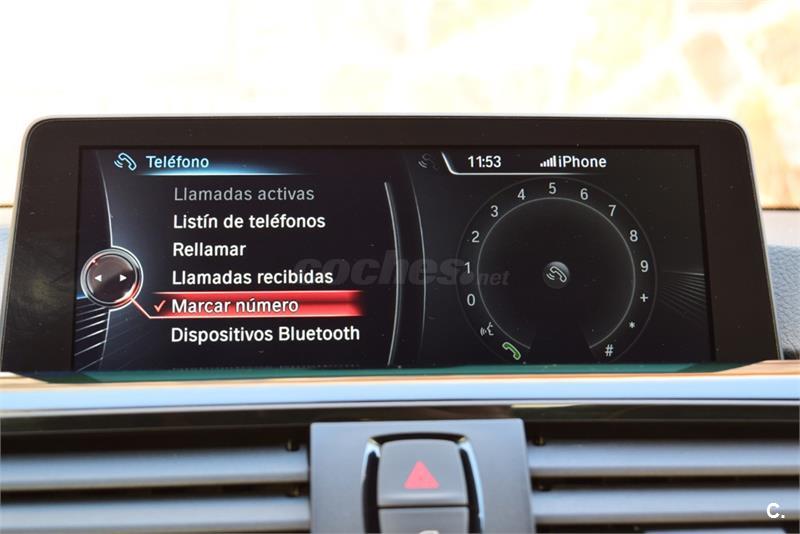 Teléfono
11:53 iPhone
Llamadas activas
Listín de teléfonos
Rellamar
Llamadas recibidas
Marcar número
Dispositivos Bluetooth
0 1 2 3 4 5 6 7 8 9 + * #
coches.net
C.